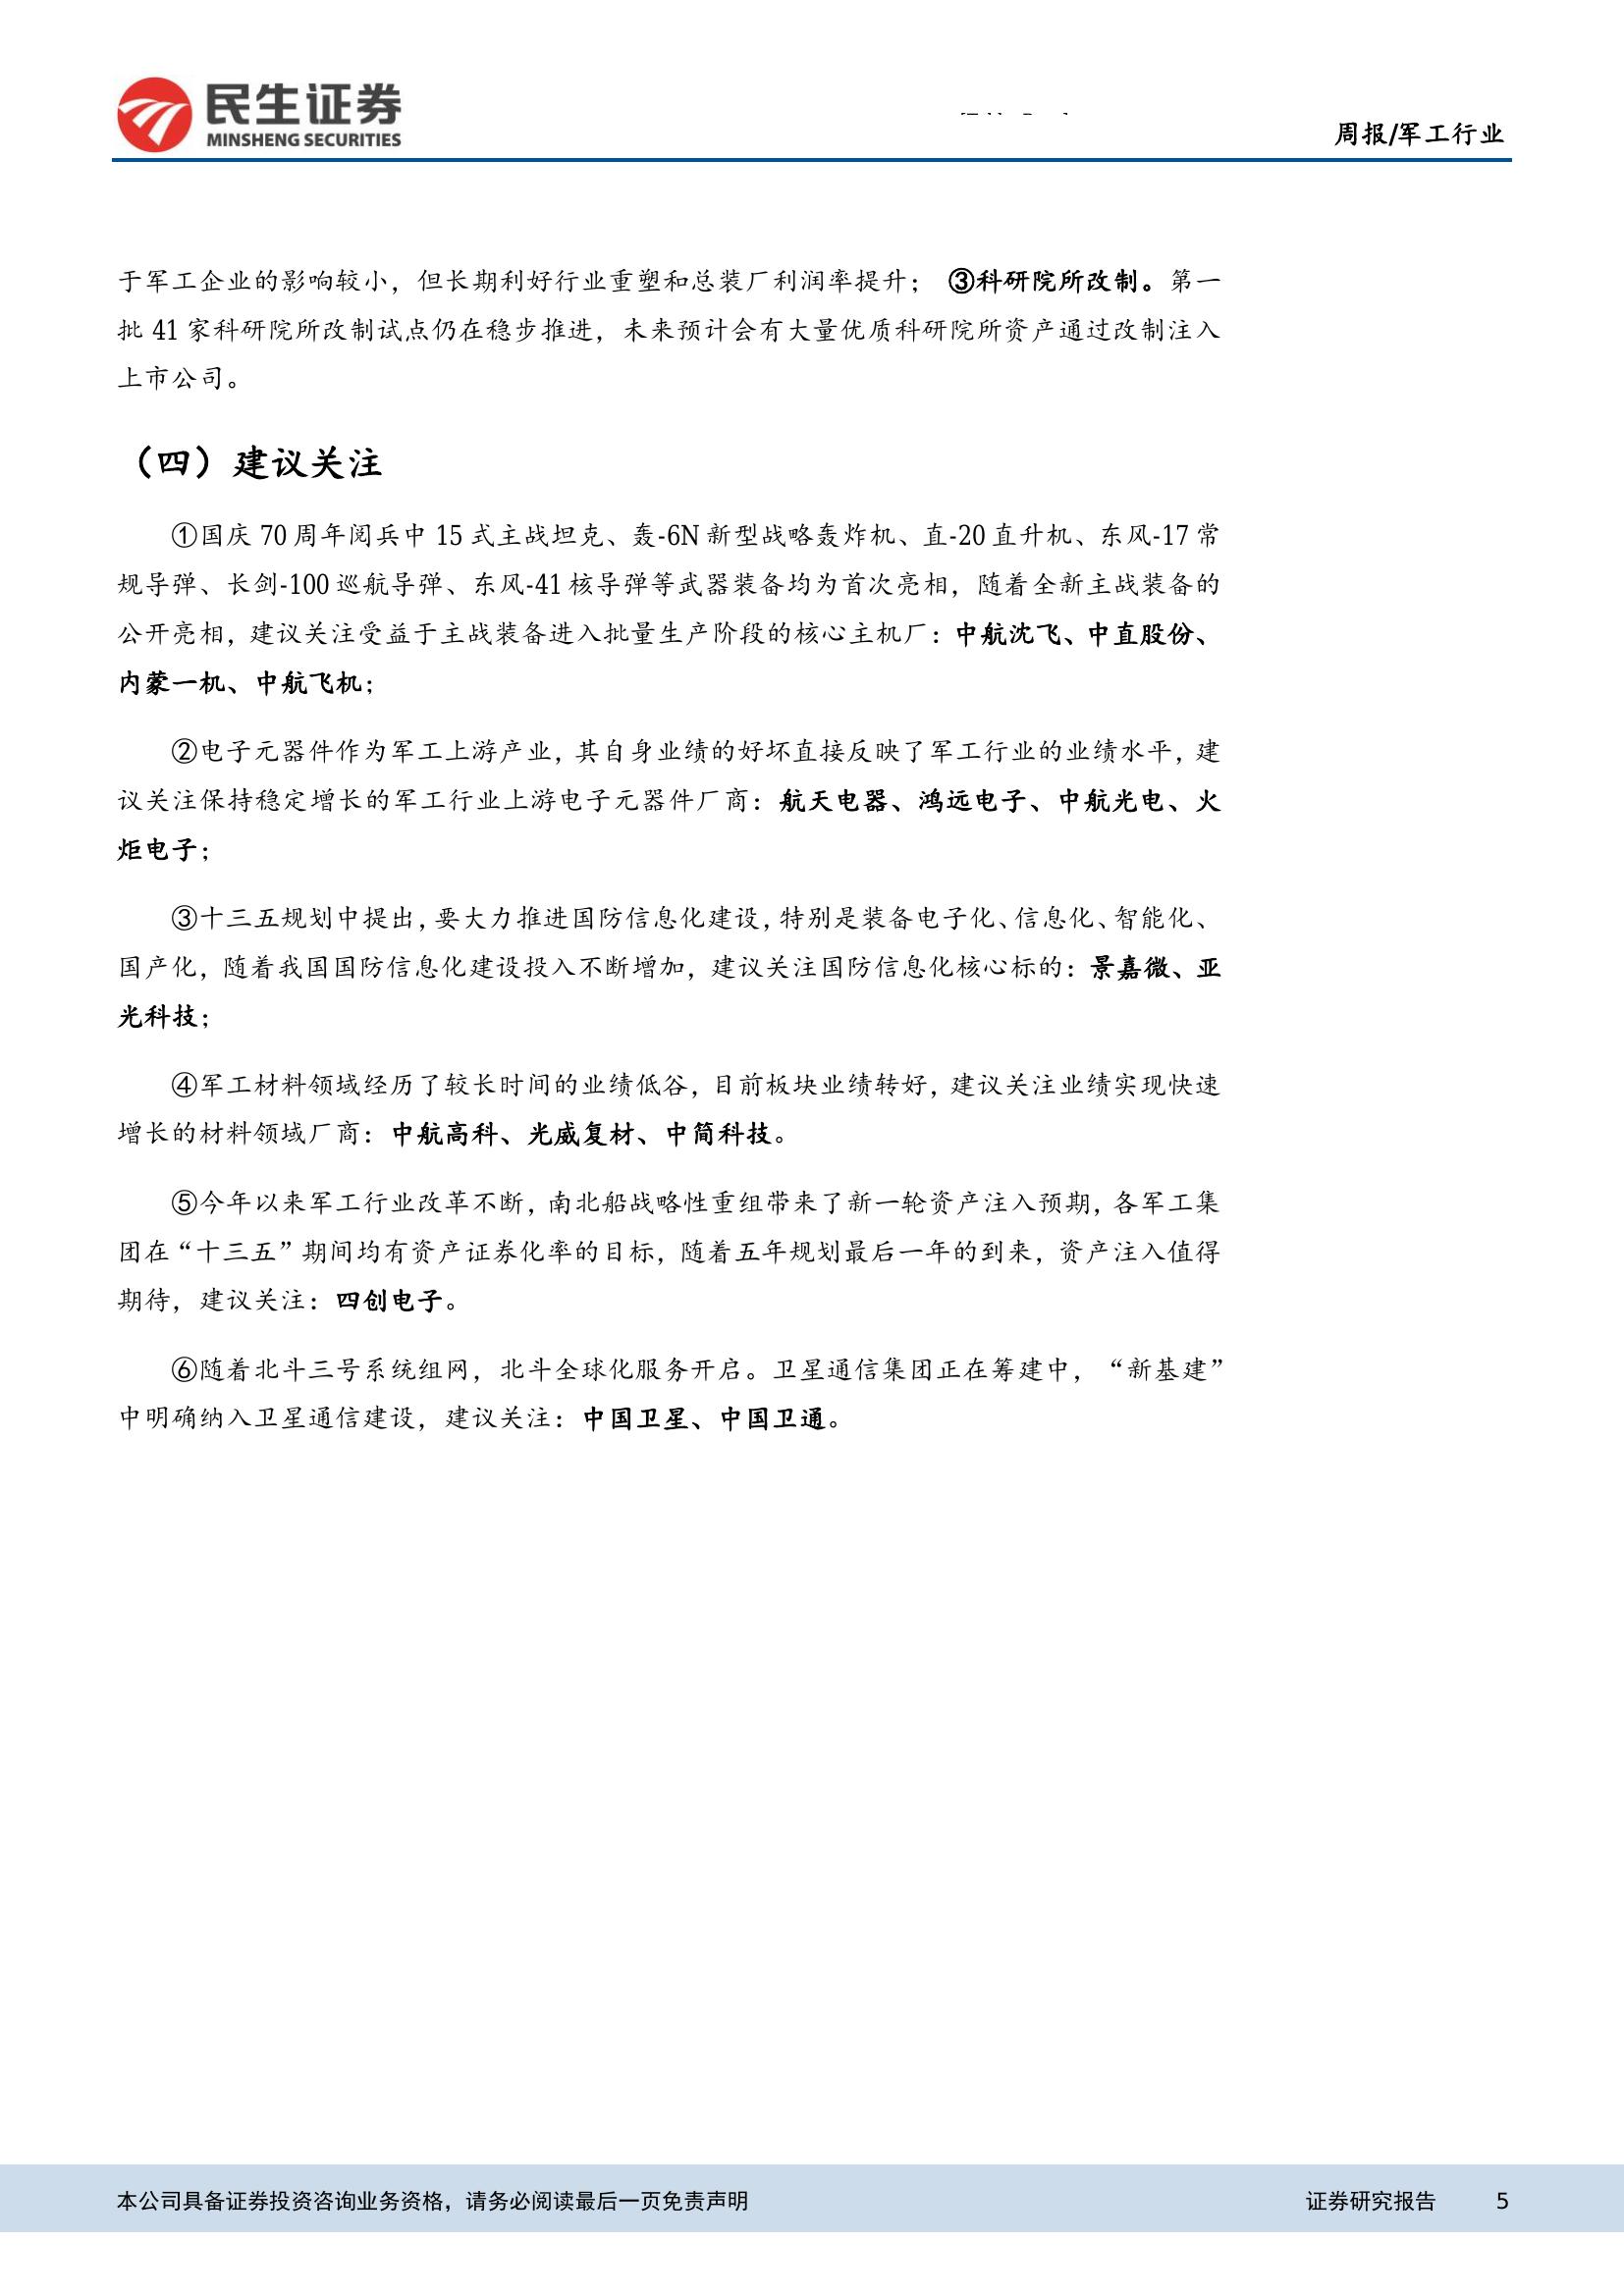 民生证券
MINSHENG SECURITIES
周报/军工行业
于军工企业的影响较小，但长期利好行业重塑和总装厂利润率提升； ③科研院所改制。第一
批 41 家科研院所改制试点仍在稳步推进，未来预计会有大量优质科研院所资产通过改制注入
上市公司。
（四）建议关注
①国庆 70 周年阅兵中 15 式主战坦克、轰-6N 新型战略轰炸机、直-20 直升机、东风-17 常
规导弹、长剑-100 巡航导弹、东风-41 核导弹等武器装备均为首次亮相，随着全新主战装备的
公开亮相，建议关注受益于主战装备进入批量生产阶段的核心主机厂：中航沈飞、中直股份、
内蒙一机、中航飞机；
②电子元器件作为军工上游产业，其自身业绩的好坏直接反映了军工行业的业绩水平，建
议关注保持稳定增长的军工行业上游电子元器件厂商：航天电器、鸿远电子、中航光电、火
炬电子；
③十三五规划中提出，要大力推进国防信息化建设，特别是装备电子化、信息化、智能化、
国产化，随着我国国防信息化建设投入不断增加，建议关注国防信息化核心标的：景嘉微、亚
光科技；
④军工材料领域经历了较长时间的业绩低谷，目前板块业绩转好，建议关注业绩实现快速
增长的材料领域厂商：中航高科、光威复材、中简科技。
⑤今年以来军工行业改革不断，南北船战略性重组带来了新一轮资产注入预期，各军工集
团在“十三五”期间均有资产证券化率的目标，随着五年规划最后一年的到来，资产注入值得
期待，建议关注：四创电子。
⑥随着北斗三号系统组网，北斗全球化服务开启。卫星通信集团正在筹建中，“新基建”
中明确纳入卫星通信建设，建议关注：中国卫星、中国卫通。
本公司具备证券投资咨询业务资格，请务必阅读最后一页免责声明
证券研究报告 5